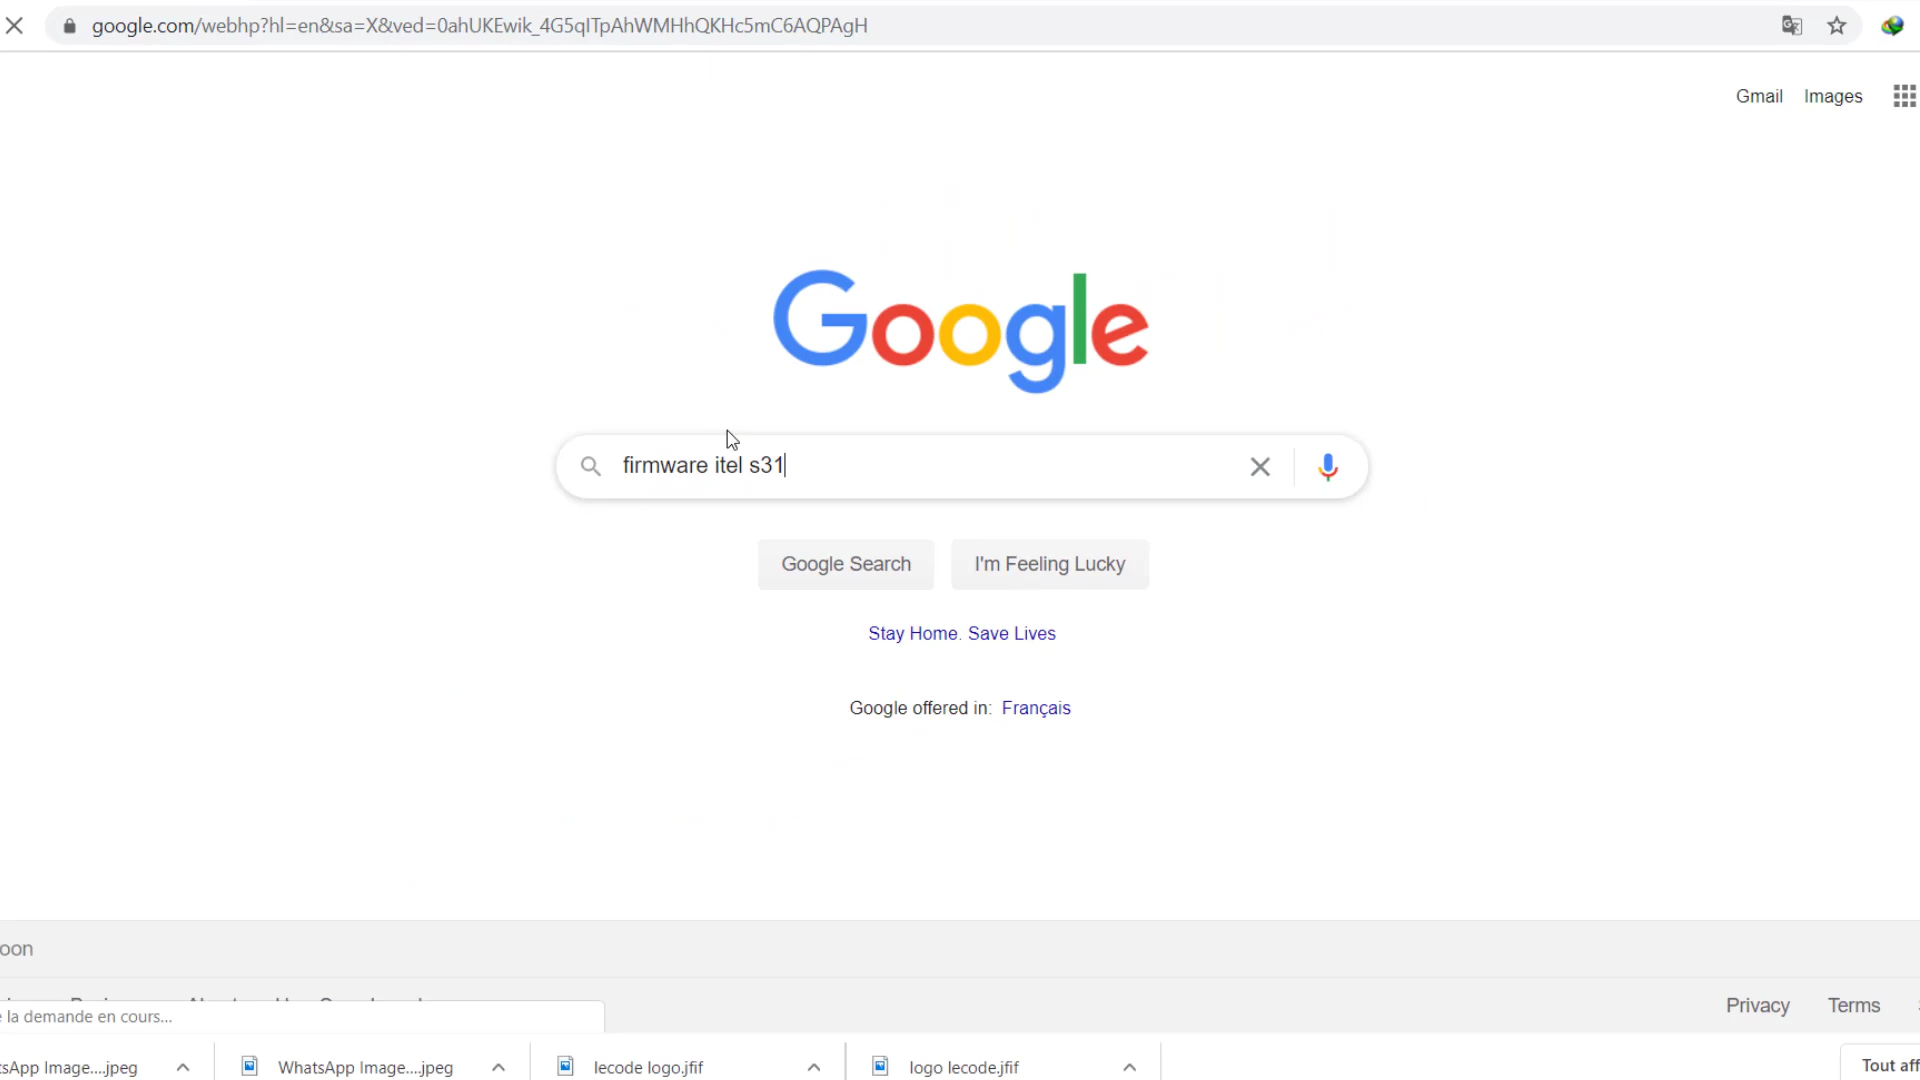 google.com/webhp?hl=en&sa=X&ved=0ahUKEwik_4G5qITpAhWMHhQKHc5mC6AQPAgH
Gmail Images
Google
firmware itel s31
Google Search I'm Feeling Lucky
Stay Home. Save Lives
Google offered in: Français
oon
Privacy Terms
la demande en cours...
sApp Image....jpeg WhatsApp Image....jpeg lecode logo.jfif logo lecode.jfif Tout aff